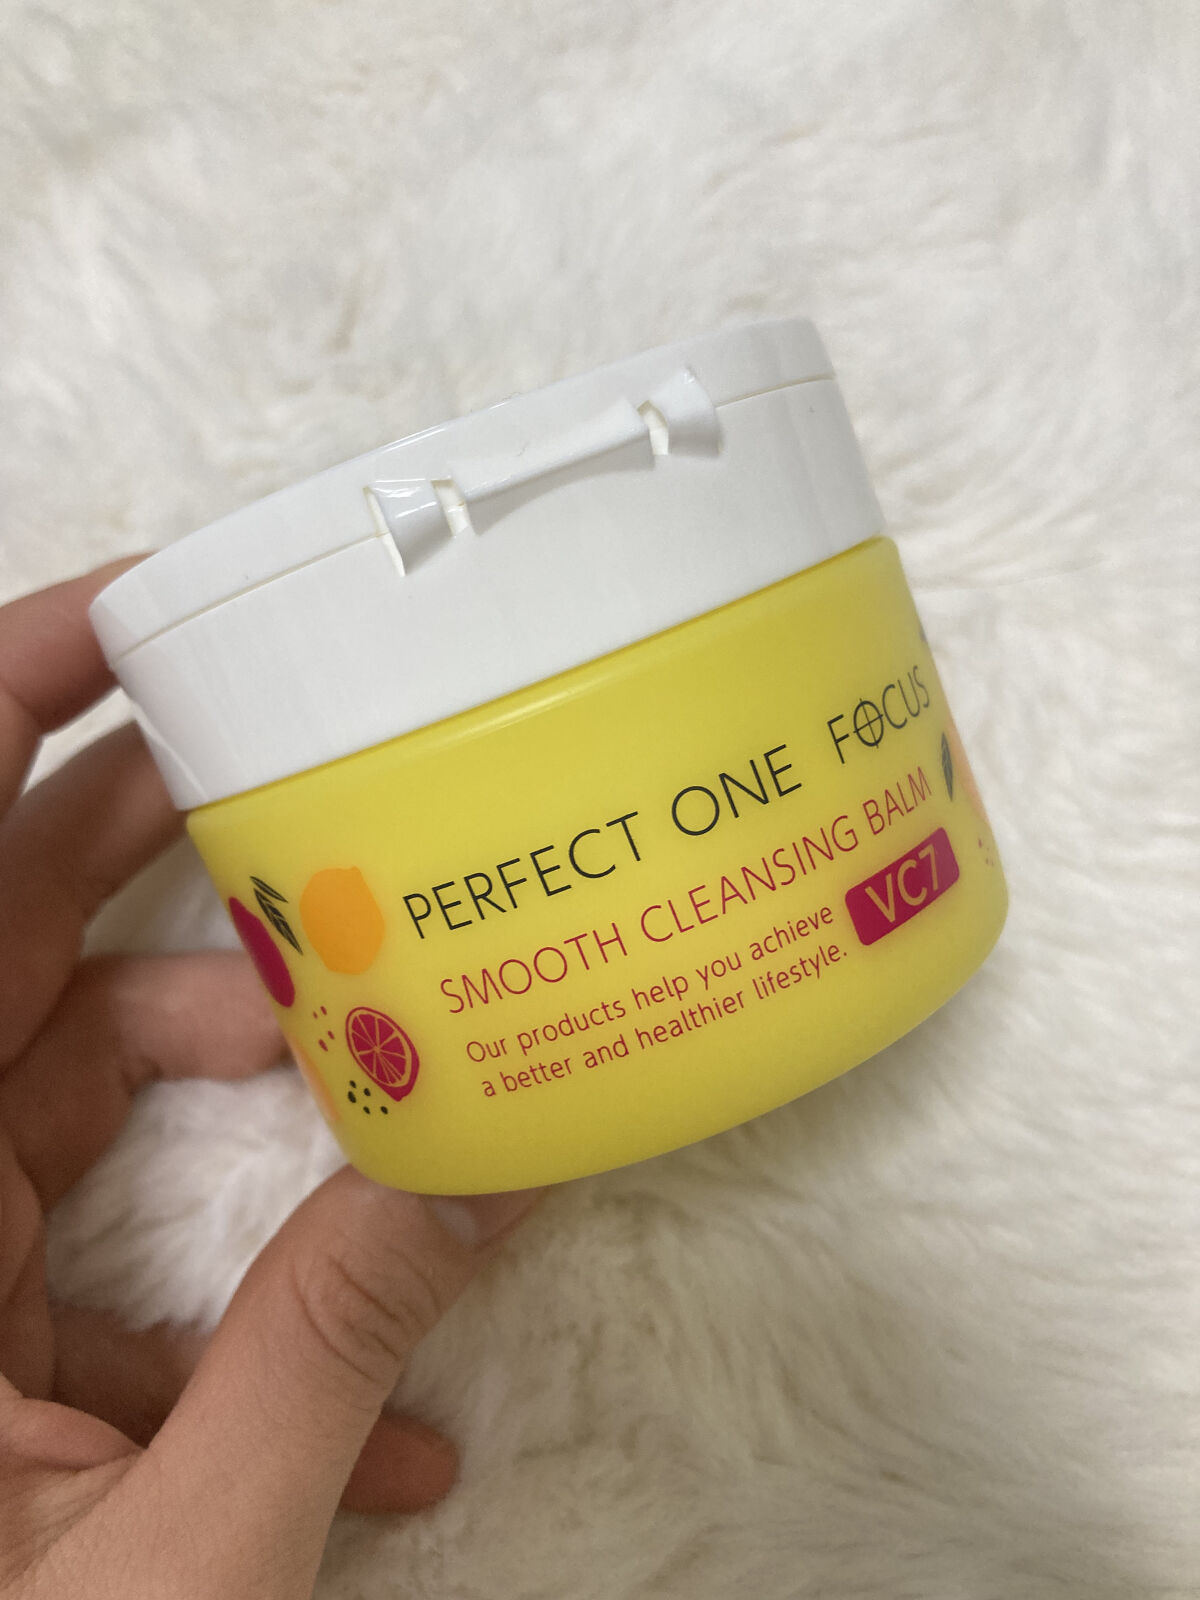 PERFECT ONE FOCUS
SMOOTH CLEANSING BALM
Our products help you achieve
a better and healthier lifestyle.
VC7